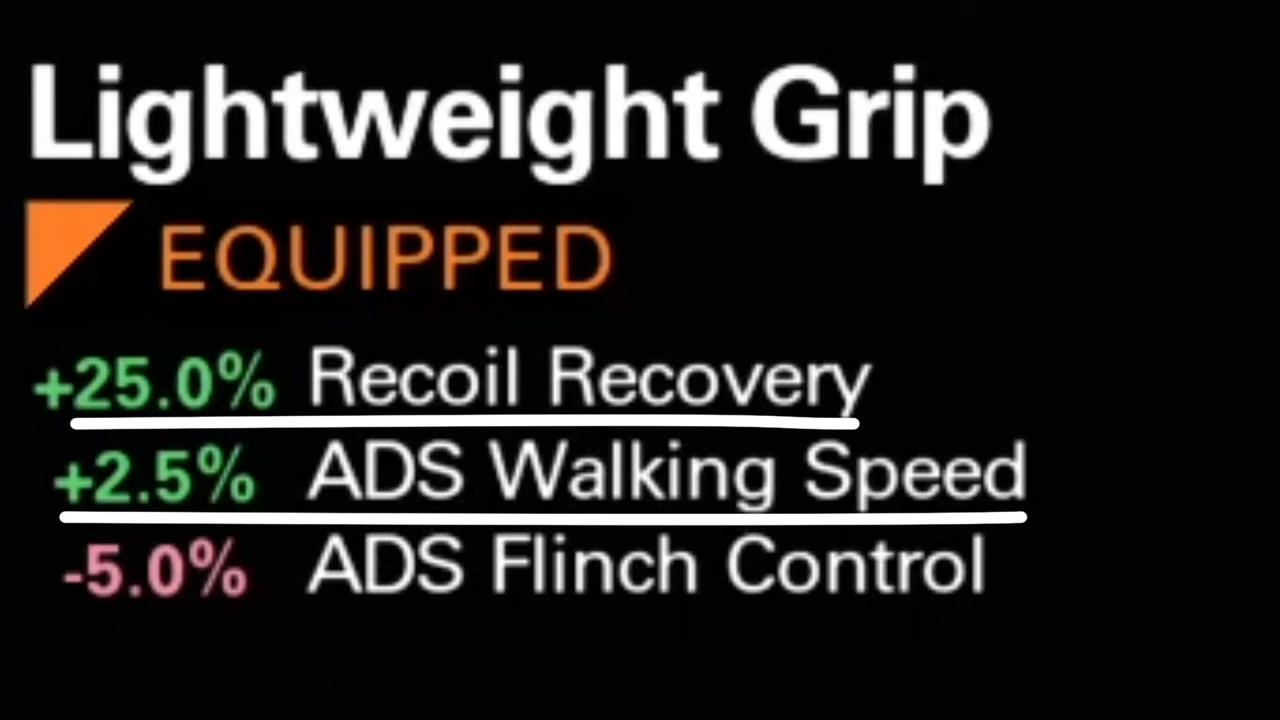 Lightweight Grip
EQUIPPED
+25.0% Recoil Recovery
+2.5% ADS Walking Speed
-5.0% ADS Flinch Control